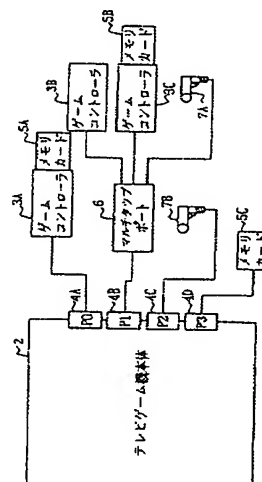 2
テレビゲーム機本体
4A
P0
4B
P1
4C
P2
4D
P3
3A
ゲーム
コントローラ
5A
メモリ
カード
6
マルチタップ
ポート
3B
ゲーム
コントローラ
3C
ゲーム
コントローラ
5B
メモリ
カード
7A
7B
5C
メモリ
カード